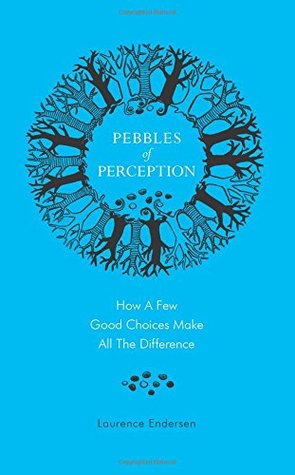 PEBBLES
of
PERCEPTION
How A Few
Good Choices Make
All The Difference
Laurence Endersen